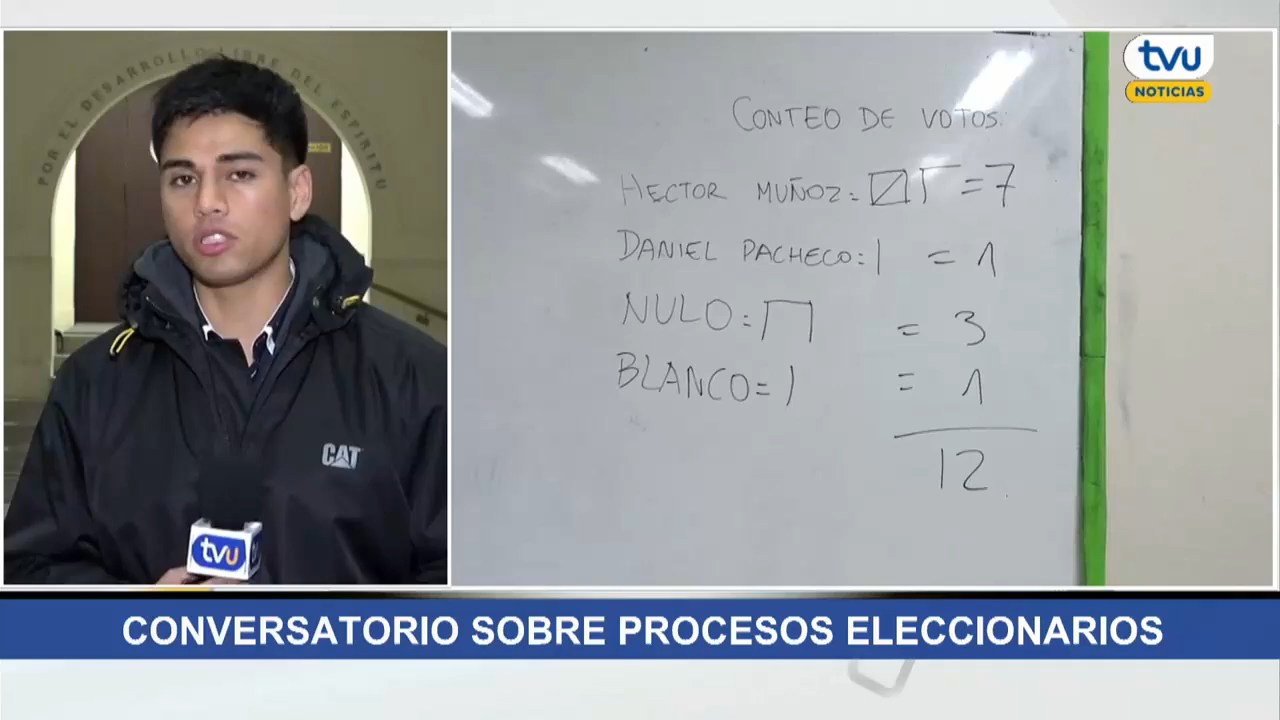 POR EL DESARROLLO LIBRE DEL ESPIRITU
tvu
NOTICIAS
CONTEO DE VOTOS
HECTOR MUÑOZ: = 7
DANIEL PACHECO: | = 1
NULO: = 3
BLANCO= | = 1
12
CAT
tvu
CONVERSATORIO SOBRE PROCESOS ELECCIONARIOS